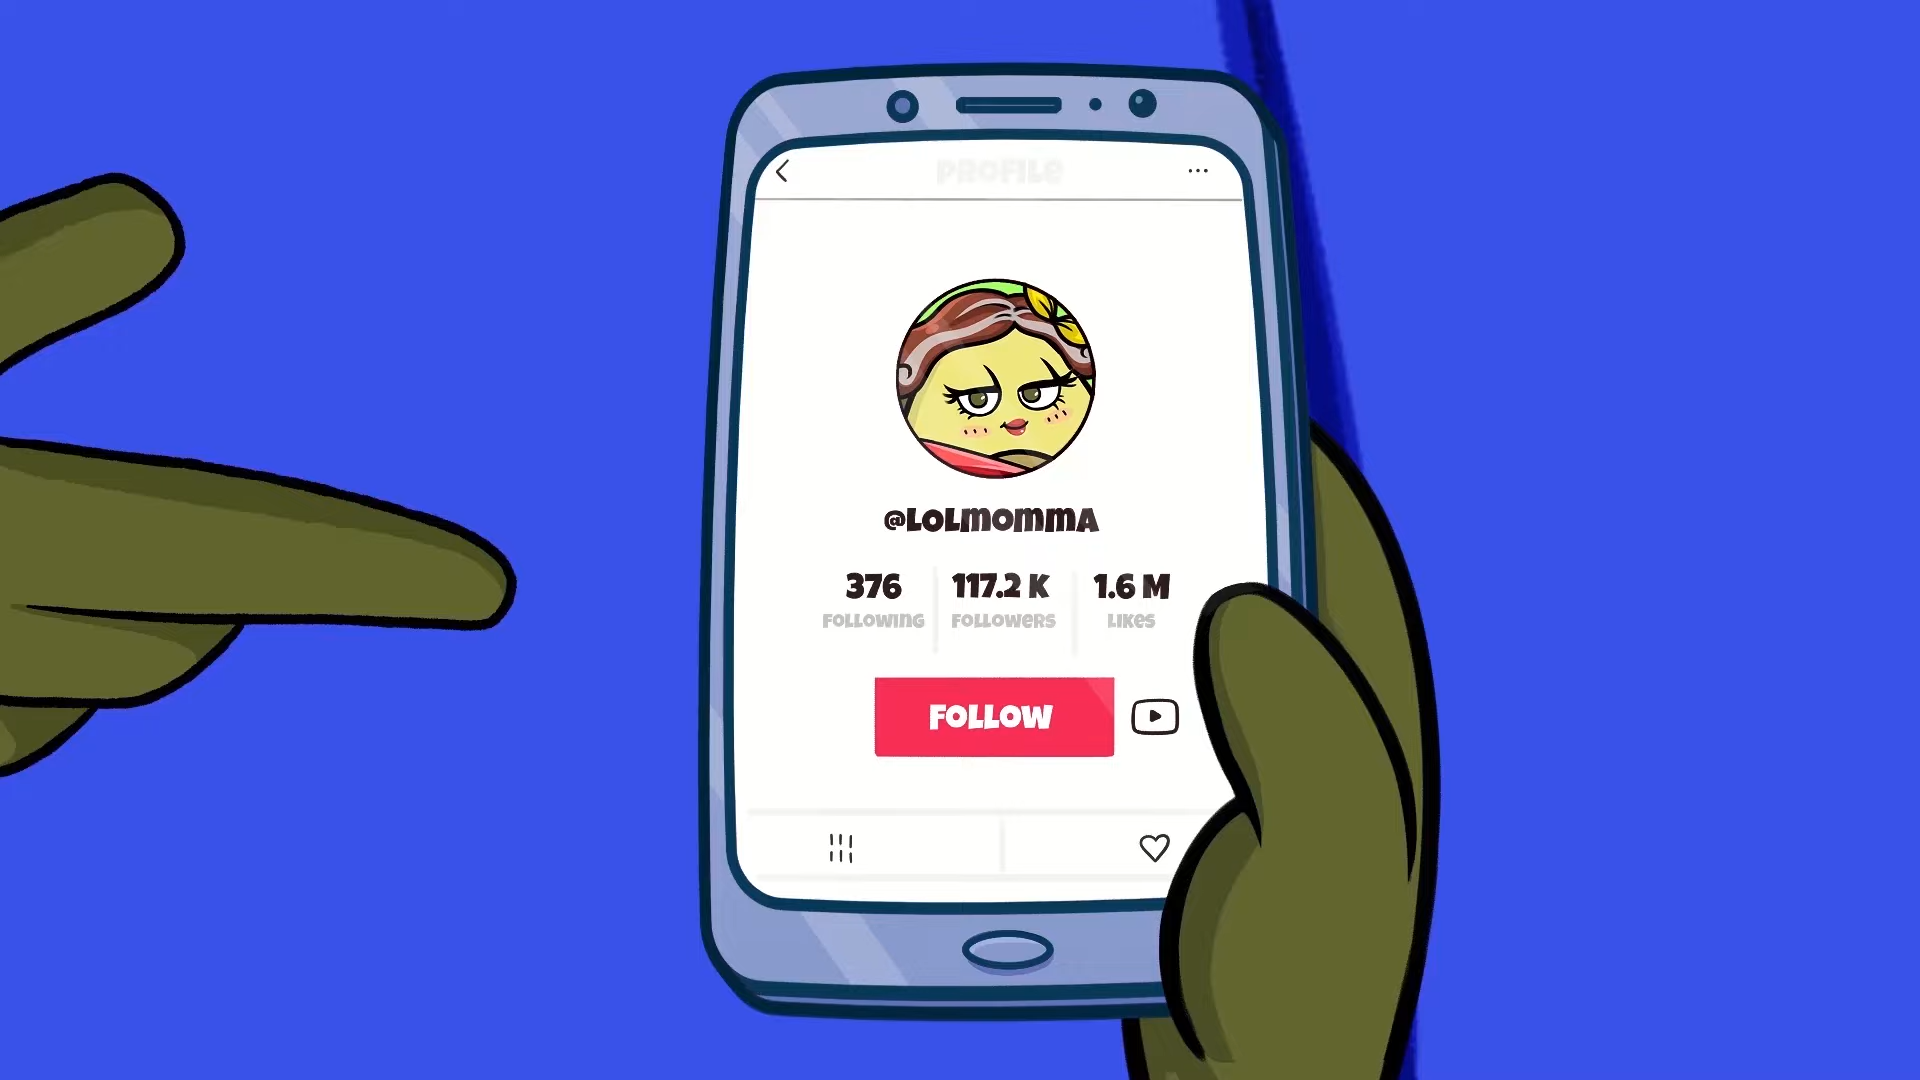 PROFILE
@LOLMOMMA
376 117.2 K 1.6 M
FOLLOWING FOLLOWERS LIKES
FOLLOW